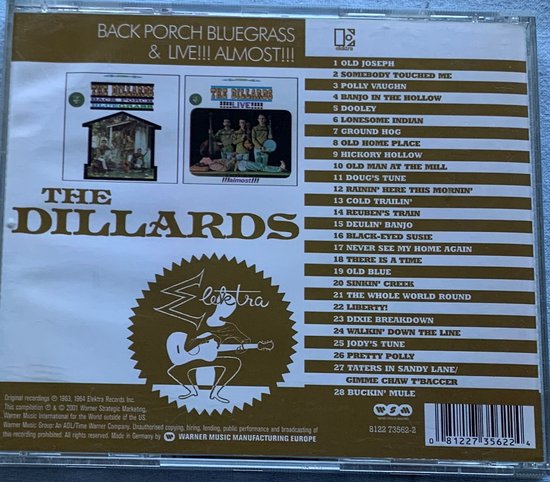 BACK PORCH BLUEGRASS
& LIVE!!! ALMOST!!!
elektra
THE DILLARDS
BACK PORCH
BLUEGRASS
THE DILLARDS
!!!!LIVE!!!!
!!!almost!!!
THE
DILLARDS
Elektra
1 OLD JOSEPH
2 SOMEBODY TOUCHED ME
3 POLLY VAUGHN
4 BANJO IN THE HOLLOW
5 DOOLEY
6 LONESOME INDIAN
7 GROUND HOG
8 OLD HOME PLACE
9 HICKORY HOLLOW
10 OLD MAN AT THE MILL
11 DOUG'S TUNE
12 RAININ' HERE THIS MORNIN'
13 COLD TRAILIN'
14 REUBEN'S TRAIN
15 DEULIN' BANJO
16 BLACK-EYED SUSIE
17 NEVER SEE MY HOME AGAIN
18 THERE IS A TIME
19 OLD BLUE
20 SINKIN' CREEK
21 THE WHOLE WORLD ROUND
22 LIBERTY!
23 DIXIE BREAKDOWN
24 WALKIN' DOWN THE LINE
25 JODY'S TUNE
26 PRETTY POLLY
27 TATERS IN SANDY LAND/
GIMME CHAW T'BACCER
28 BUCKIN' MULE
Original recordings ℗ 1963, 1964 Elektra Records Inc.
This compilation ℗ & © 2001 Warner Strategic Marketing,
Warner Music International for the World outside of the US.
Warner Music Group: An AOL/Time Warner Company. Unauthorised copying, hiring, lending, public performance and broadcasting of
this recording prohibited. All rights reserved. Made in Germany by WARNER MUSIC MANUFACTURING EUROPE
WSM
8122 73562-2
0 81227 35622 4